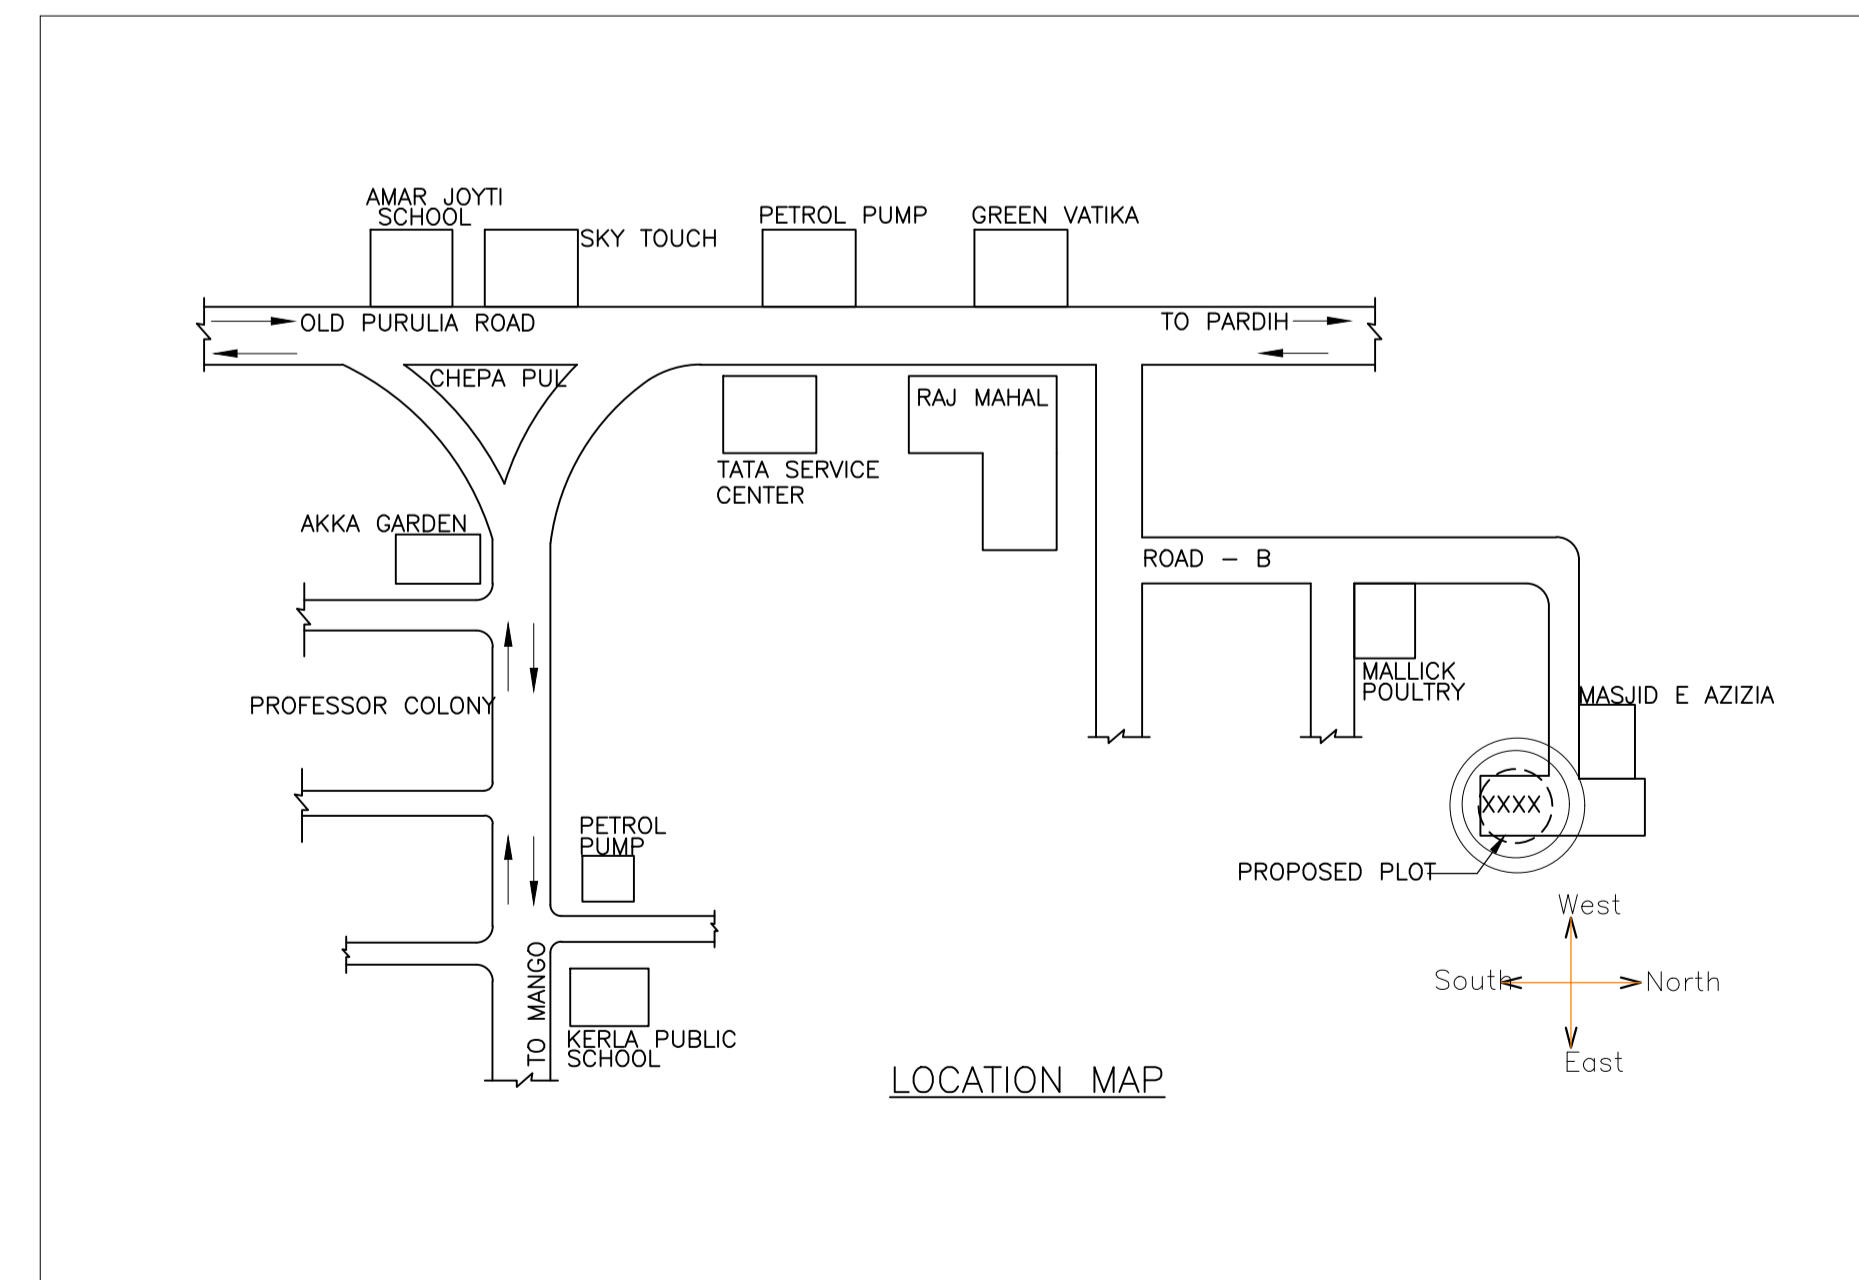 AMAR JOYTI
SCHOOL
SKY TOUCH
PETROL PUMP
GREEN VATIKA
OLD PURULIA ROAD
TO PARDIH
CHEPA PUL
RAJ MAHAL
TATA SERVICE
CENTER
AKKA GARDEN
ROAD - B
MALLICK
POULTRY
MASJID E AZIZIA
PROFESSOR COLONY
XXXX
PETROL
PUMP
PROPOSED PLOT
TO MANGO
KERLA PUBLIC
SCHOOL
West
South
North
East
LOCATION MAP